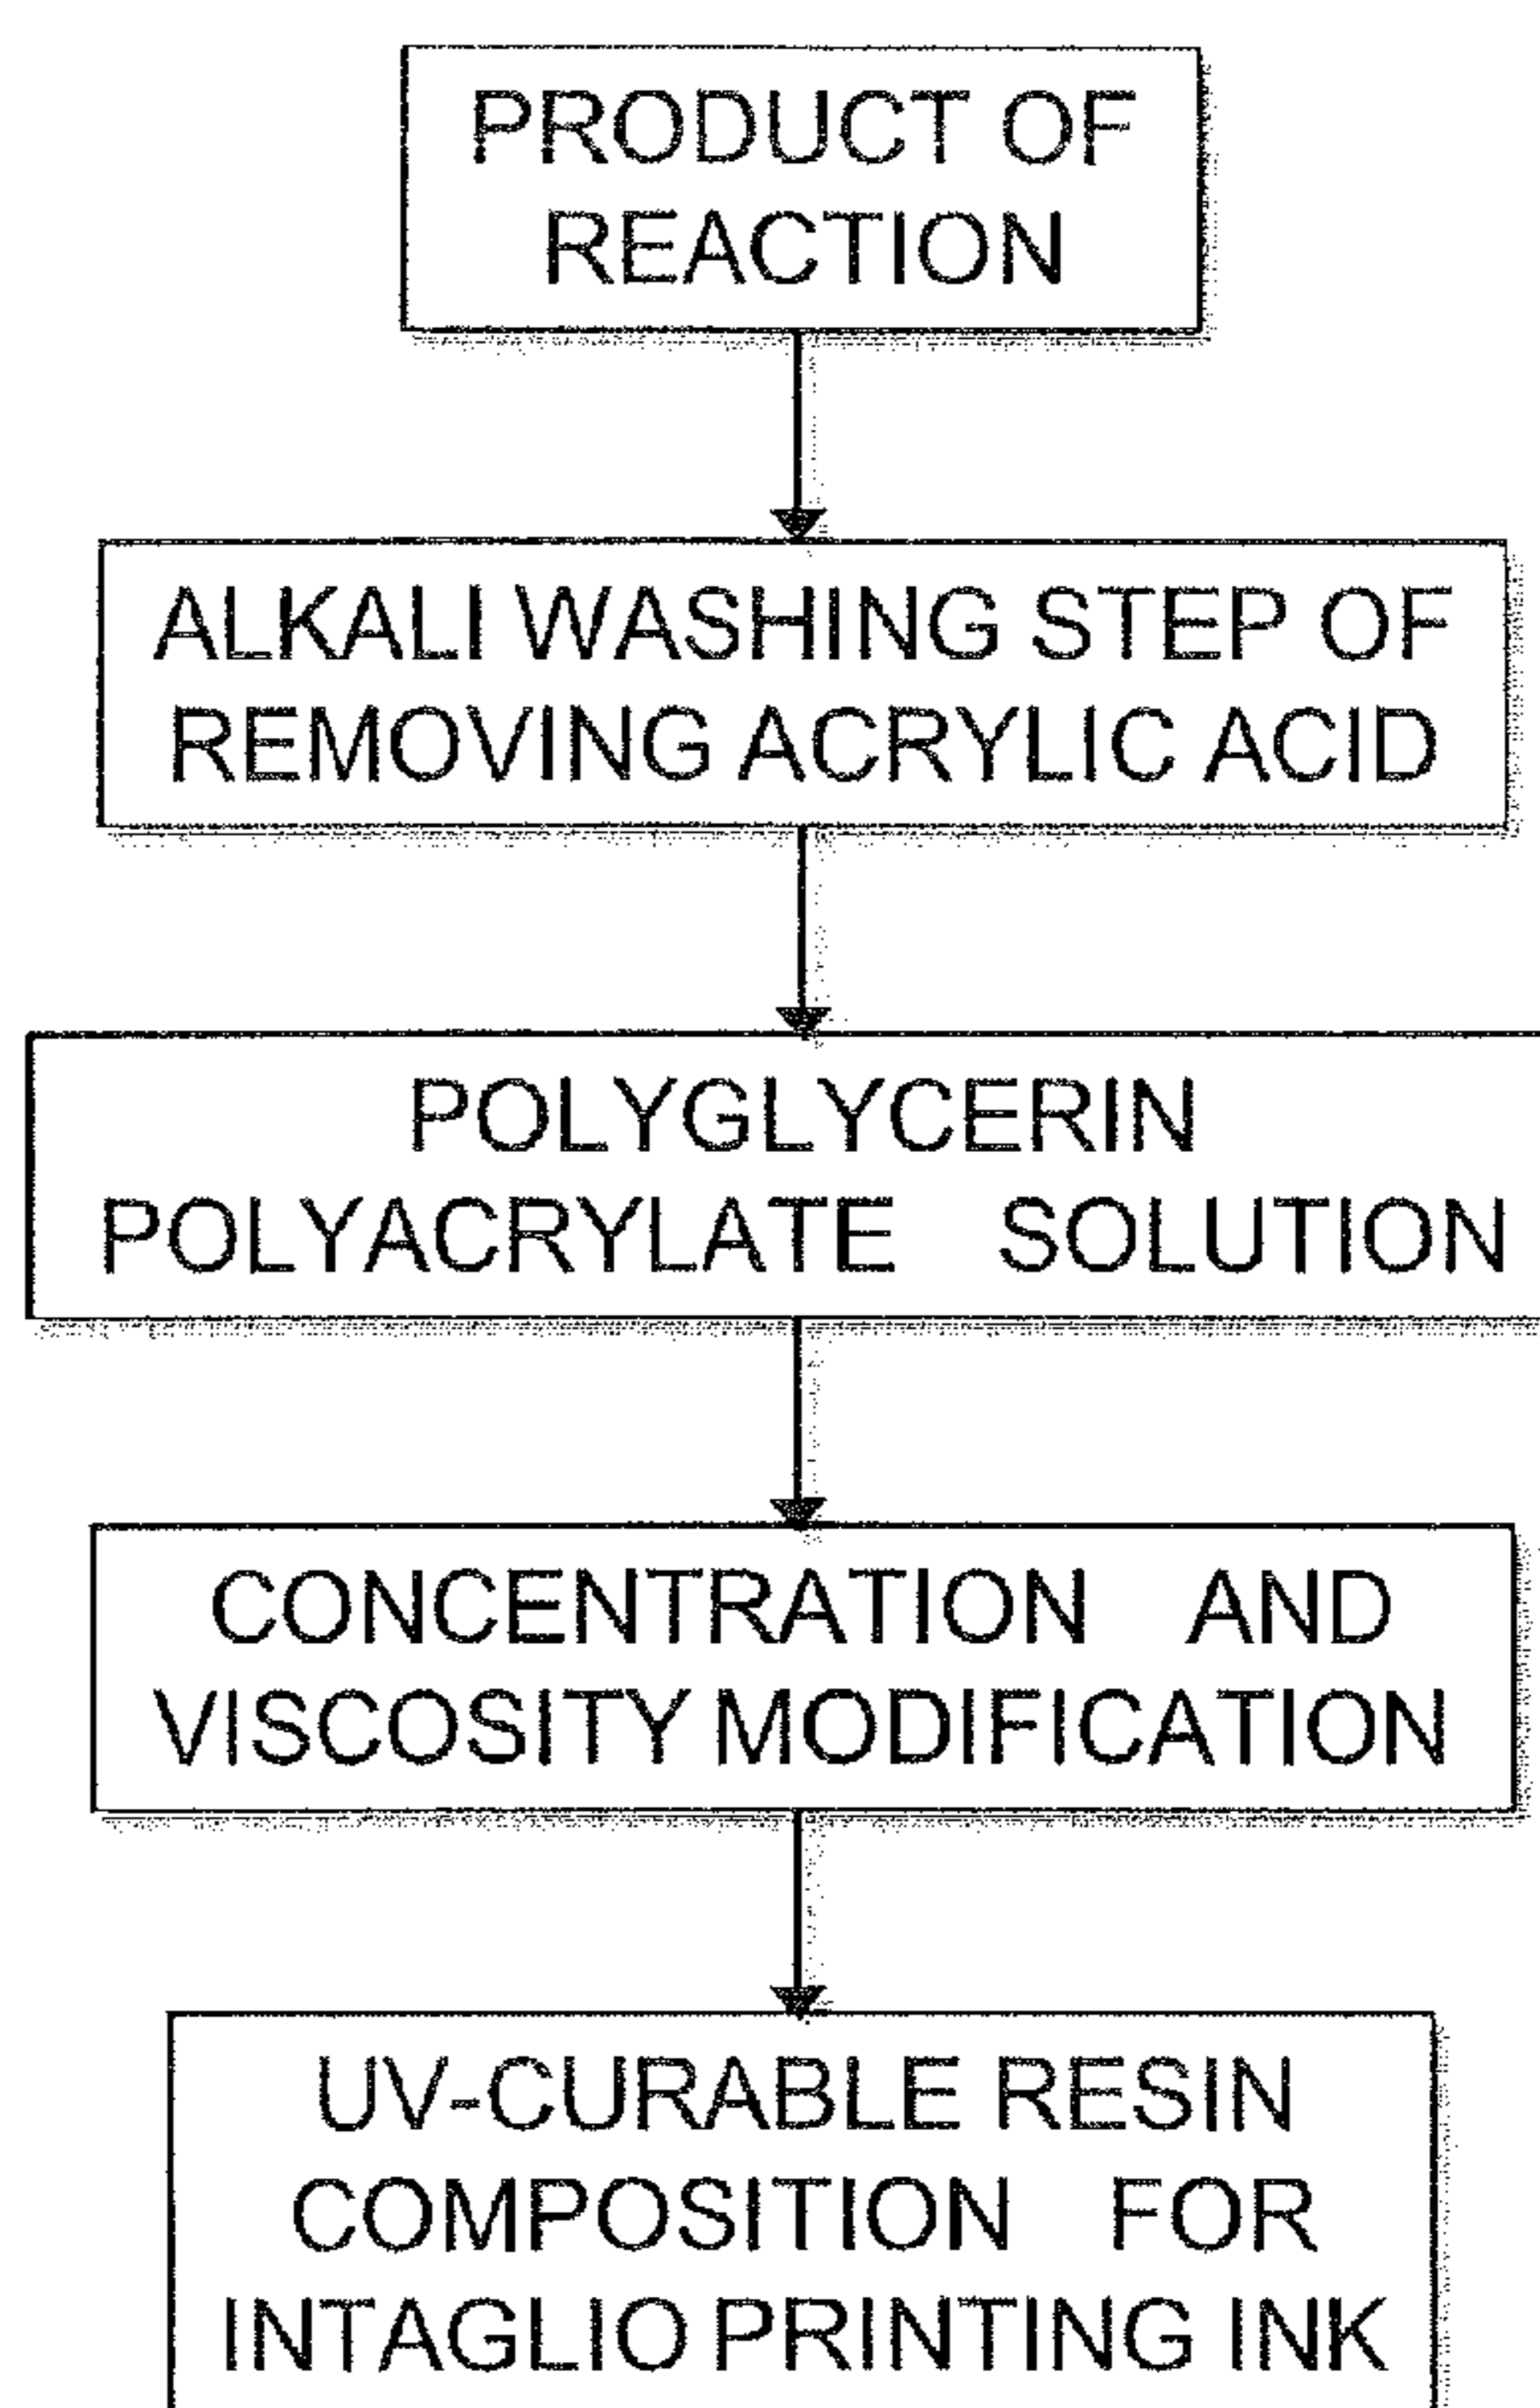 PRODUCT OF
REACTION
ALKALI WASHING STEP OF
REMOVING ACRYLIC ACID
POLYGLYCERIN
POLYACRYLATE SOLUTION
CONCENTRATION AND
VISCOSITY MODIFICATION
UV-CURABLE RESIN
COMPOSITION FOR
INTAGLIO PRINTING INK